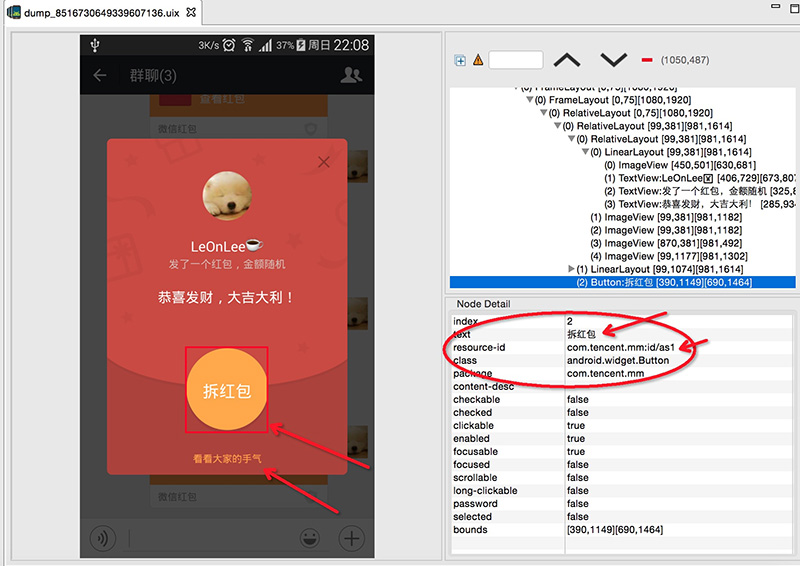 dump_8516730649339607136.uix
3K/s 37% 周日 22:08
群聊(3)
查看红包
微信红包
LeOnLee
发了一个红包，金额随机
恭喜发财，大吉大利！
拆红包
看看大家的手气
微信红包
(1050,487)
(0) FrameLayout [0,75][1080,1920]
(0) FrameLayout [0,75][1080,1920]
(0) RelativeLayout [0,75][1080,1920]
(0) RelativeLayout [99,381][981,1614]
(0) RelativeLayout [99,381][981,1614]
(0) LinearLayout [99,381][981,1614]
(0) ImageView [450,501][630,681]
(1) TextView:LeOnLee [406,729][673,807
(2) TextView:发了一个红包，金额随机 [325,8
(3) TextView:恭喜发财，大吉大利！ [285,93
(1) ImageView [99,381][981,1182]
(2) ImageView [99,381][981,1182]
(3) ImageView [870,381][981,492]
(4) ImageView [99,1177][981,1302]
(1) LinearLayout [99,1074][981,1614]
(2) Button:拆红包 [390,1149][690,1464]
Node Detail
index 2
text 拆红包
resource-id com.tencent.mm:id/as1
class android.widget.Button
package com.tencent.mm
content-desc
checkable false
checked false
clickable true
enabled true
focusable true
focused false
scrollable false
long-clickable false
password false
selected false
bounds [390,1149][690,1464]